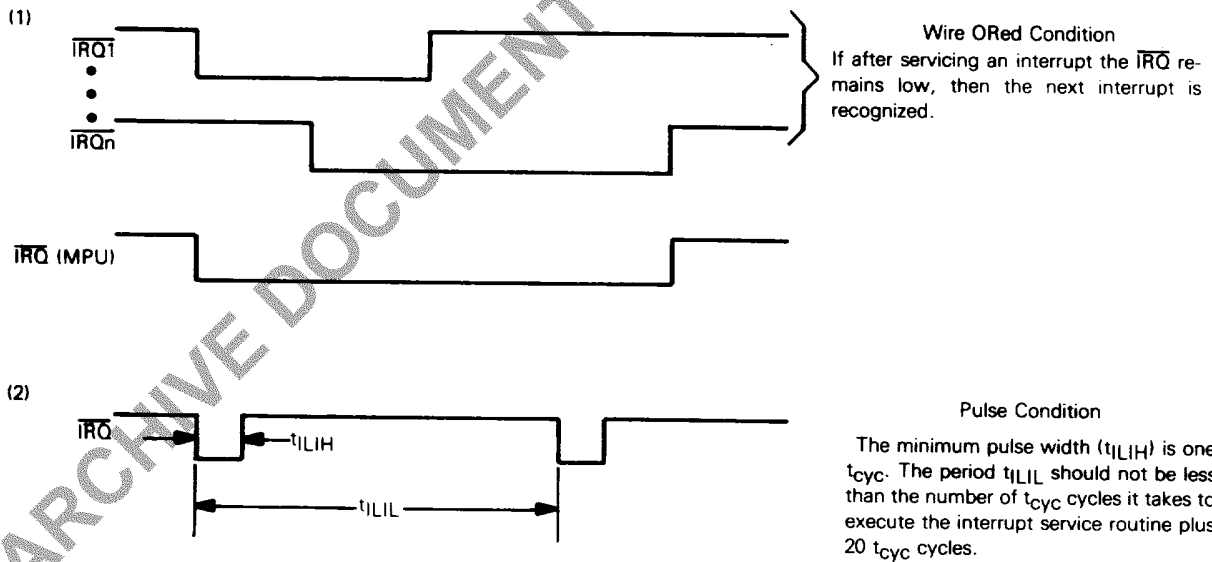 (1)
IRQ1
IRQn
Wire ORed Condition
If after servicing an interrupt the IRQ re-
mains low, then the next interrupt is
recognized.
IRQ (MPU)
(2)
IRQ
tILIH
tILIL
Pulse Condition
The minimum pulse width (tILIH) is one
tcyc. The period tILIL should not be less
than the number of tcyc cycles it takes to
execute the interrupt service routine plus
20 tcyc cycles.
ARCHIVE DOCUMENT